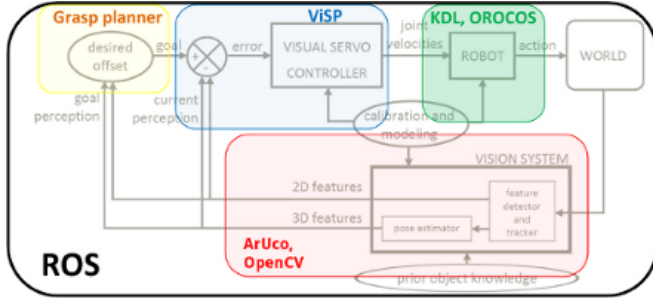 Grasp planner
ViSP
KDL, OROCOS
desired
offset
goal
+
-
error
VISUAL SERVO
CONTROLLER
joint
velocities
ROBOT
action
WORLD
goal
perception
current
perception
calibration and
modeling
VISION SYSTEM
2D features
3D features
feature
detector
and
tracker
pose estimator
ArUco,
OpenCV
ROS
prior object knowledge